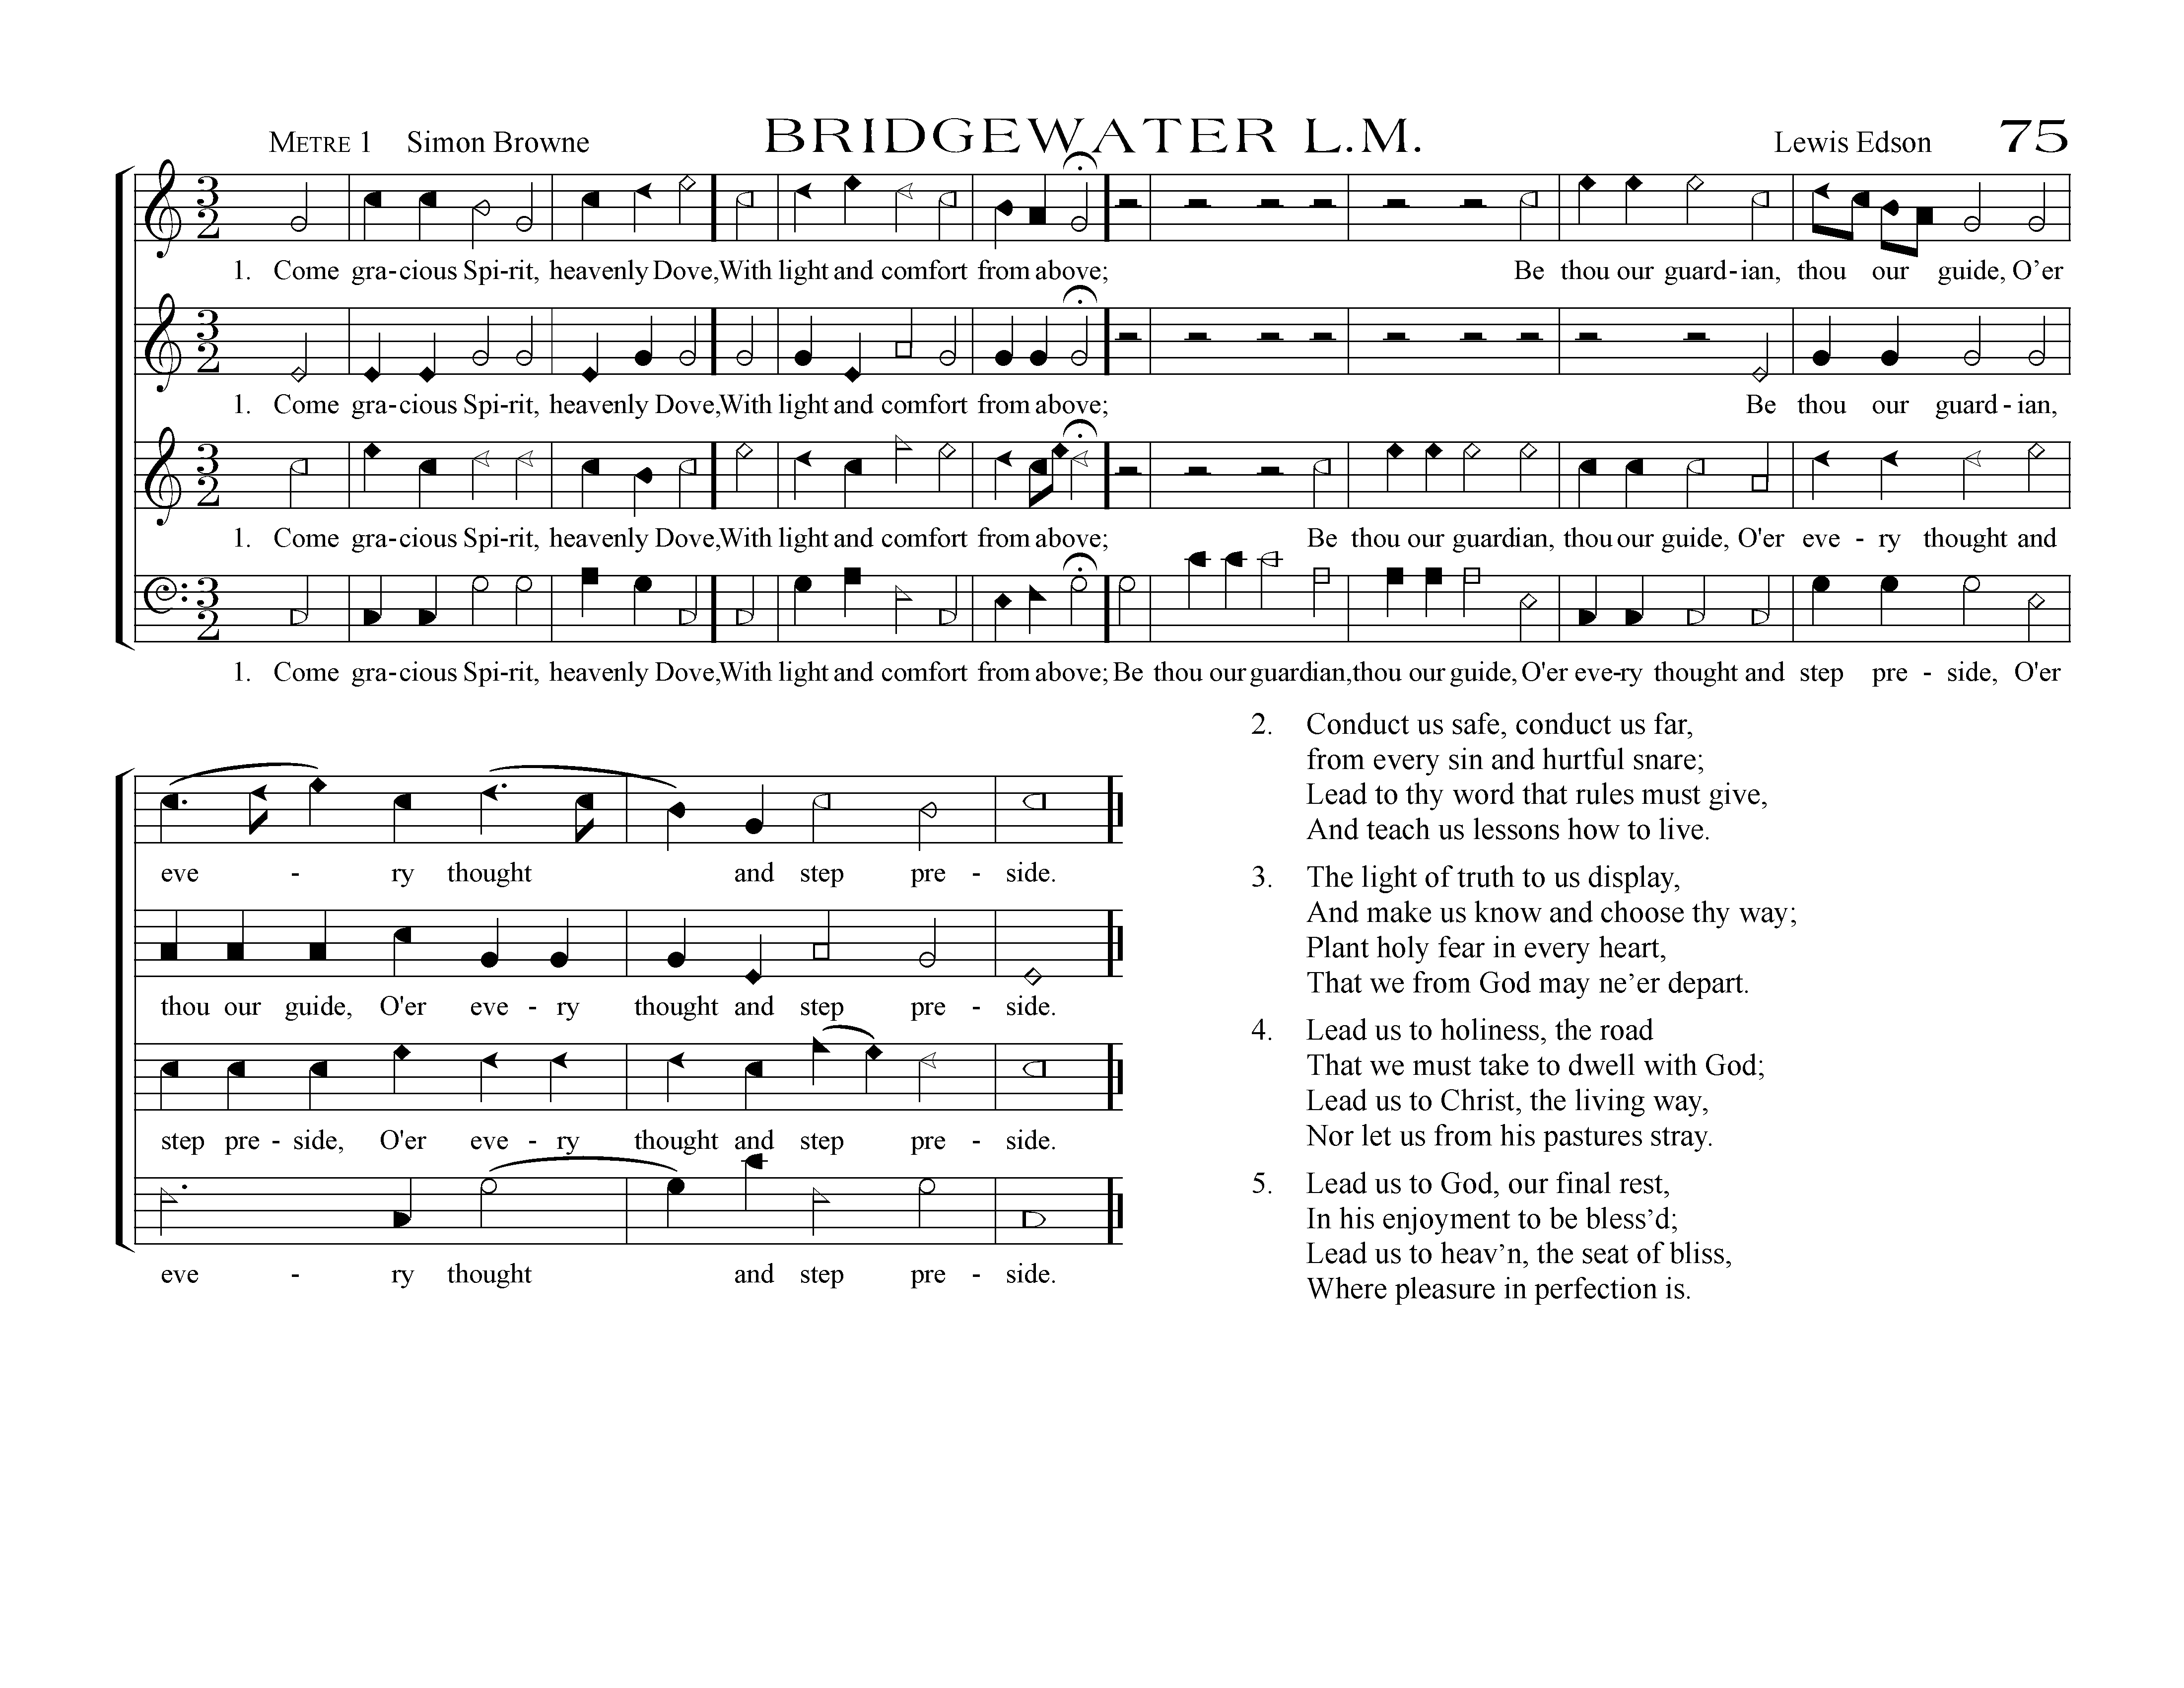 METRE 1 Simon Browne BRIDGEWATER L.M. Lewis Edson 75
1. Come gra-cious Spi-rit, heavenly Dove, With light and comfort from above; Be thou our guard-ian, thou our guide, O’er
1. Come gra-cious Spi-rit, heavenly Dove, With light and comfort from above; Be thou our guard-ian,
1. Come gra-cious Spi-rit, heavenly Dove, With light and comfort from above; Be thou our guardian, thou our guide, O'er eve - ry thought and
1. Come gra-cious Spi-rit, heavenly Dove, With light and comfort from above; Be thou our guardian, thou our guide, O'er eve-ry thought and step pre - side, O'er
eve - ry thought and step pre - side.
thou our guide, O'er eve - ry thought and step pre - side.
step pre - side, O'er eve - ry thought and step pre - side.
eve - ry thought and step pre - side.
2. Conduct us safe, conduct us far,
from every sin and hurtful snare;
Lead to thy word that rules must give,
And teach us lessons how to live.
3. The light of truth to us display,
And make us know and choose thy way;
Plant holy fear in every heart,
That we from God may ne’er depart.
4. Lead us to holiness, the road
That we must take to dwell with God;
Lead us to Christ, the living way,
Nor let us from his pastures stray.
5. Lead us to God, our final rest,
In his enjoyment to be bless’d;
Lead us to heav’n, the seat of bliss,
Where pleasure in perfection is.